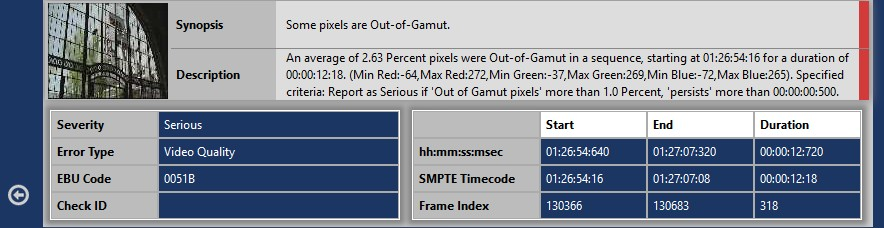 Synopsis
Some pixels are Out-of-Gamut.
Description
An average of 2.63 Percent pixels were Out-of-Gamut in a sequence, starting at 01:26:54:16 for a duration of
00:00:12:18. (Min Red:-64,Max Red:272,Min Green:-37,Max Green:269,Min Blue:-72,Max Blue:265). Specified
criteria: Report as Serious if 'Out of Gamut pixels' more than 1.0 Percent, 'persists' more than 00:00:00:500.
Severity Serious
Error Type Video Quality
EBU Code 0051B
Check ID
Start End Duration
hh:mm:ss:msec 01:26:54:640 01:27:07:320 00:00:12:720
SMPTE Timecode 01:26:54:16 01:27:07:08 00:00:12:18
Frame Index 130366 130683 318